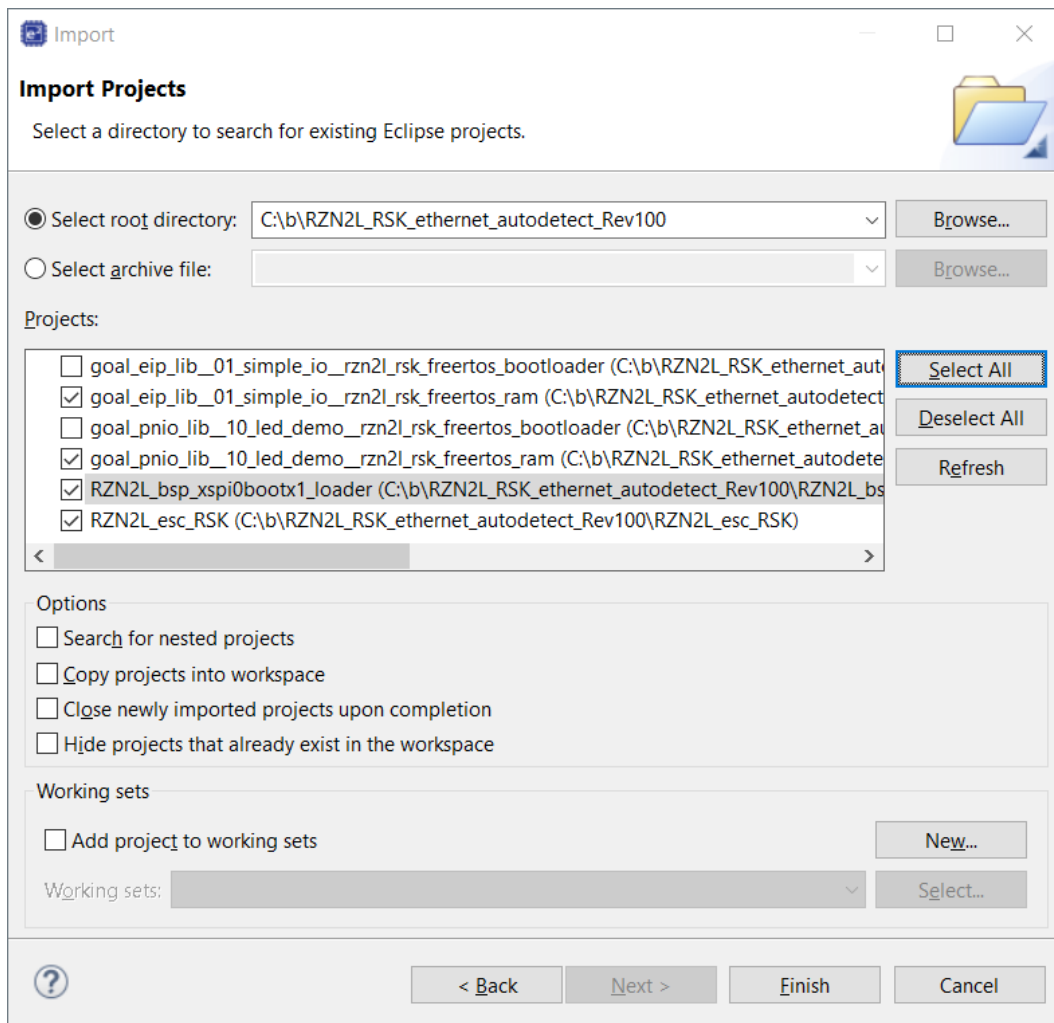 Import
Import Projects
Select a directory to search for existing Eclipse projects.
Select root directory: C:\b\RZN2L_RSK_ethernet_autodetect_Rev100 Browse...
Select archive file: Browse...
Projects:
goal_eip_lib__01_simple_io__rzn2l_rsk_freertos_bootloader (C:\b\RZN2L_RSK_ethernet_aut
goal_eip_lib__01_simple_io__rzn2l_rsk_freertos_ram (C:\b\RZN2L_RSK_ethernet_autodetect
goal_pnio_lib__10_led_demo__rzn2l_rsk_freertos_bootloader (C:\b\RZN2L_RSK_ethernet_au
goal_pnio_lib__10_led_demo__rzn2l_rsk_freertos_ram (C:\b\RZN2L_RSK_ethernet_autodete
RZN2L_bsp_xspi0bootx1_loader (C:\b\RZN2L_RSK_ethernet_autodetect_Rev100\RZN2L_bs
RZN2L_esc_RSK (C:\b\RZN2L_RSK_ethernet_autodetect_Rev100\RZN2L_esc_RSK)
Select All
Deselect All
Refresh
Options
Search for nested projects
Copy projects into workspace
Close newly imported projects upon completion
Hide projects that already exist in the workspace
Working sets
Add project to working sets New...
Working sets: Select...
? < Back Next > Finish Cancel